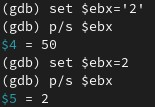 (gdb) set $ebx='2'
(gdb) p/s $ebx
$4 = 50
(gdb) set $ebx=2
(gdb) p/s $ebx
$5 = 2